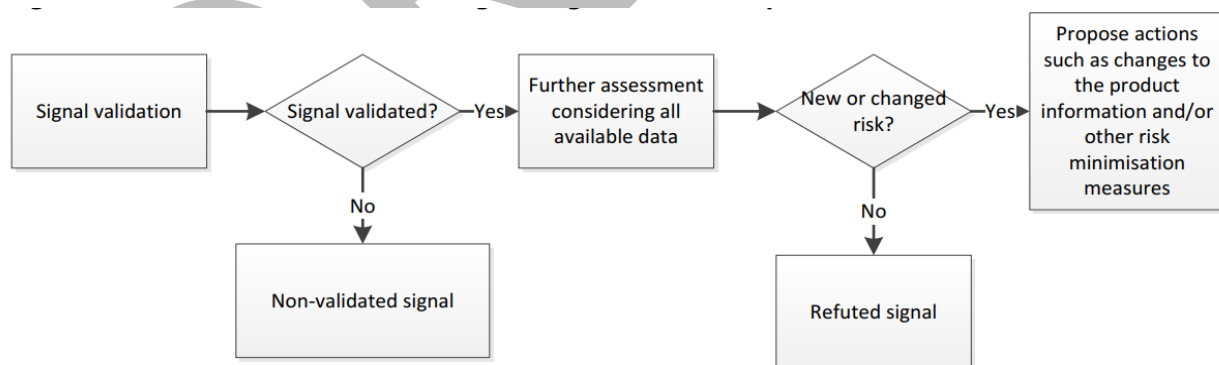 Signal validation
Signal validated?
Yes
Further assessment
considering all
available data
New or changed
risk?
Yes
Propose actions
such as changes to
the product
information and/or
other risk
minimisation
measures
No
Non-validated signal
No
Refuted signal